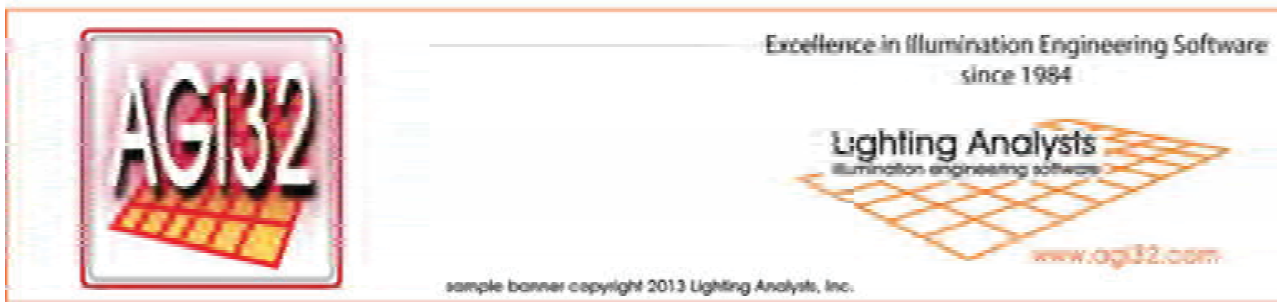 AGi32
Excellence in Illumination Engineering Software
since 1984
Lighting Analysts
illumination engineering software
www.agi32.com
sample banner copyright 2013 Lighting Analysts, Inc.